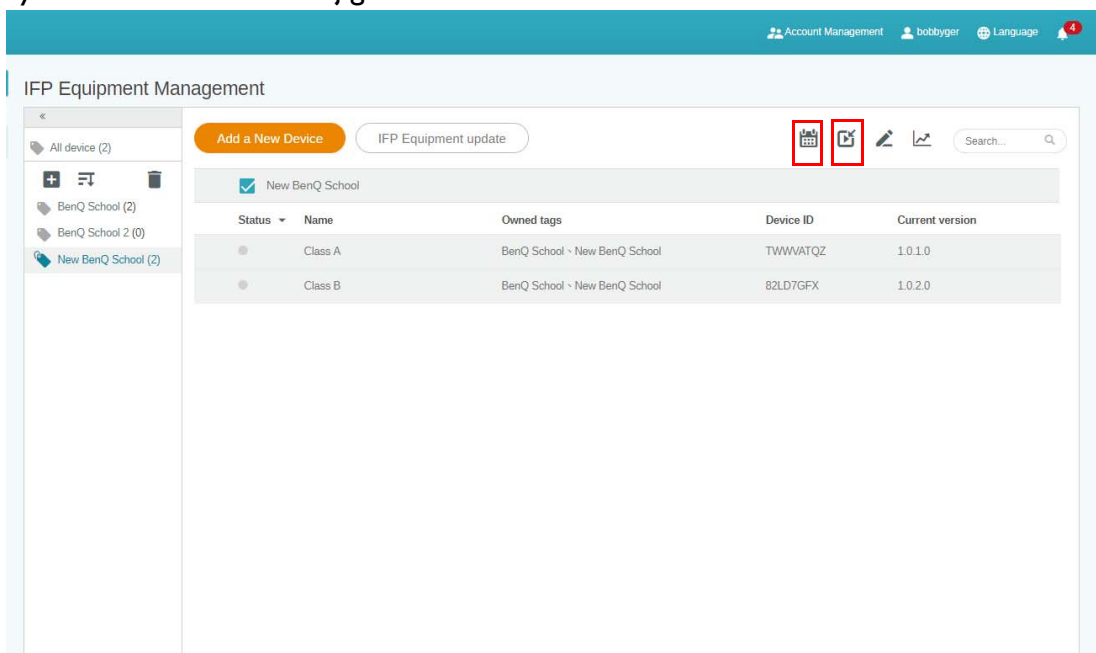 Account Management bobbyger Language 4
IFP Equipment Management
«
All device (2)
BenQ School (2)
BenQ School 2 (0)
New BenQ School (2)
Add a New Device IFP Equipment update Search...
New BenQ School
Status Name Owned tags Device ID Current version
Class A BenQ School、New BenQ School TWWVATQZ 1.0.1.0
Class B BenQ School、New BenQ School 82LD7GFX 1.0.2.0